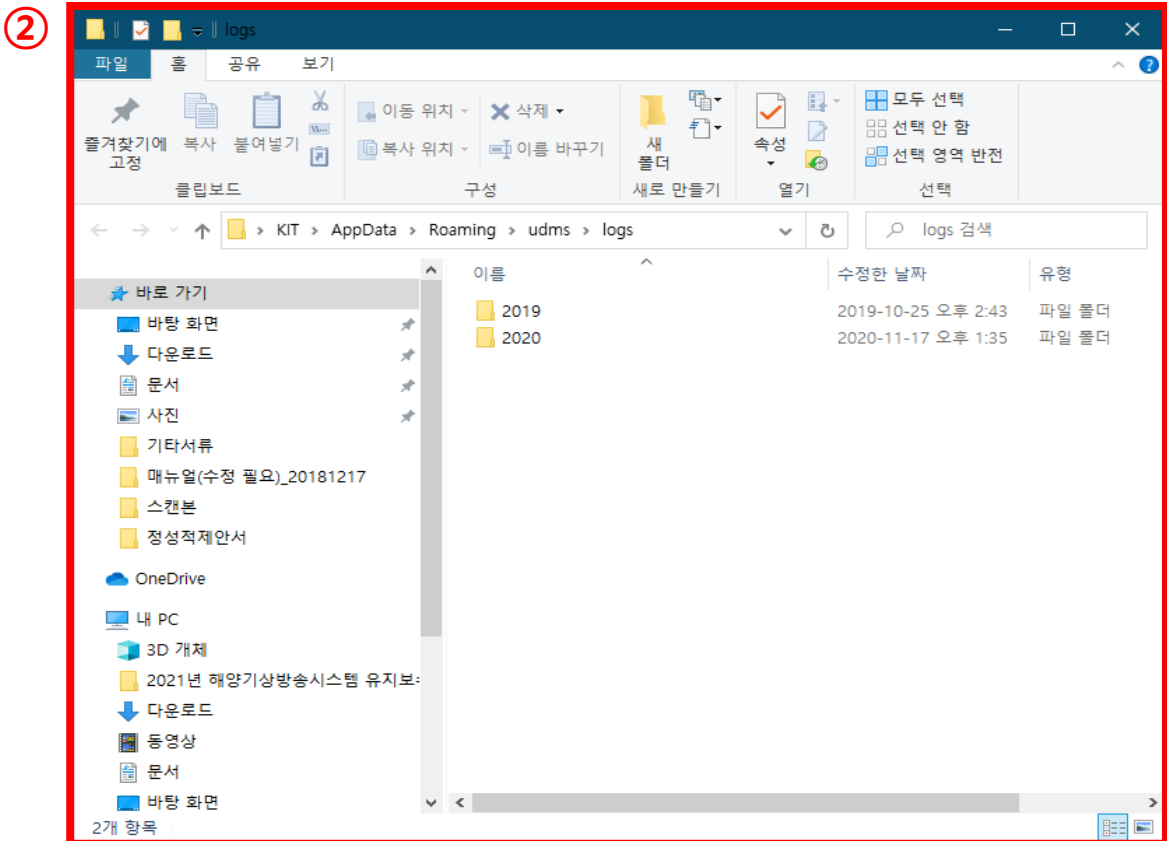 ②
logs
파일 홈 공유 보기
즐겨찾기에 고정
복사
붙여넣기
이동 위치
복사 위치
삭제
이름 바꾸기
새 폴더
속성
모두 선택
선택 안 함
선택 영역 반전
클립보드 구성 새로 만들기 열기 선택
KIT > AppData > Roaming > udms > logs
logs 검색
이름 수정한 날짜 유형
2019 2019-10-25 오후 2:43 파일 폴더
2020 2020-11-17 오후 1:35 파일 폴더
바로 가기
바탕 화면
다운로드
문서
사진
기타서류
매뉴얼(수정 필요)_20181217
스캔본
정성적제안서
OneDrive
내 PC
3D 개체
2021년 해양기상방송시스템 유지보
다운로드
동영상
문서
바탕 화면
2개 항목